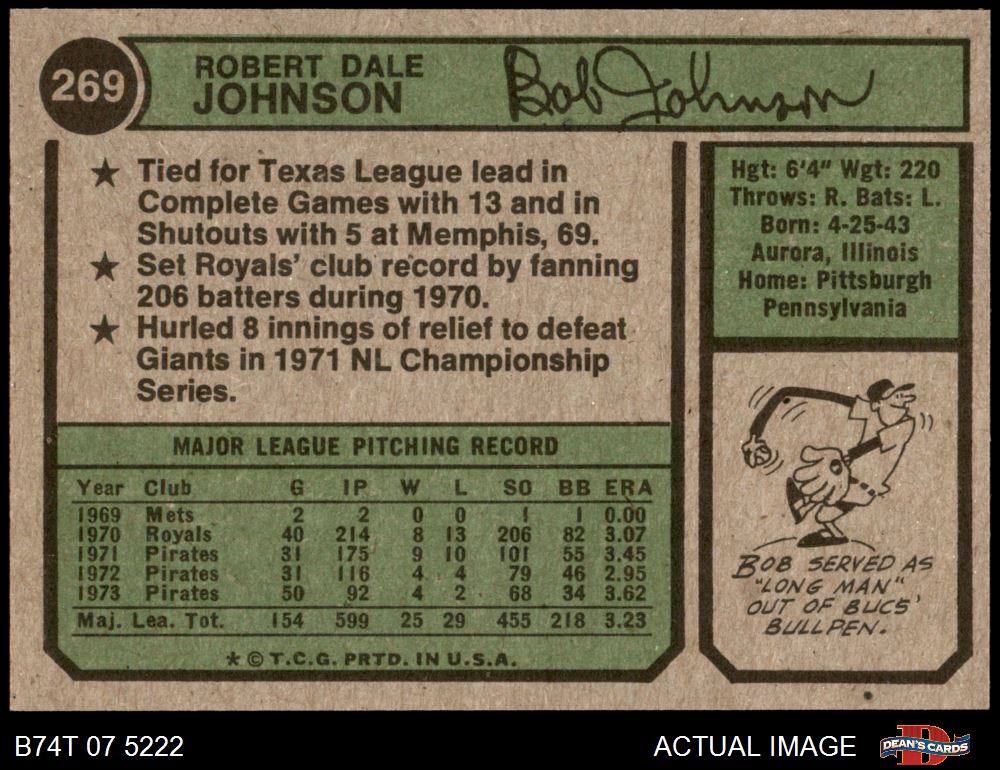 269
ROBERT DALE
JOHNSON
Bob Johnson
★ Tied for Texas League lead in
Complete Games with 13 and in
Shutouts with 5 at Memphis, 69.
★ Set Royals' club record by fanning
206 batters during 1970.
★ Hurled 8 innings of relief to defeat
Giants in 1971 NL Championship
Series.
Hgt: 6'4" Wgt: 220
Throws: R. Bats: L.
Born: 4-25-43
Aurora, Illinois
Home: Pittsburgh
Pennsylvania
MAJOR LEAGUE PITCHING RECORD
Year Club G IP W L SO BB ERA
1969 Mets 2 2 0 0 1 1 0.00
1970 Royals 40 214 8 13 206 82 3.07
1971 Pirates 31 175 9 10 101 55 3.45
1972 Pirates 31 116 4 4 79 46 2.95
1973 Pirates 50 92 4 2 68 34 3.62
Maj. Lea. Tot. 154 599 25 29 455 218 3.23
* © T.C.G. PRTD. IN U.S.A.
BOB SERVED AS
"LONG MAN"
OUT OF BUCS'
BULLPEN.
B74T 07 5222
ACTUAL IMAGE
D
DEAN'S CARDS